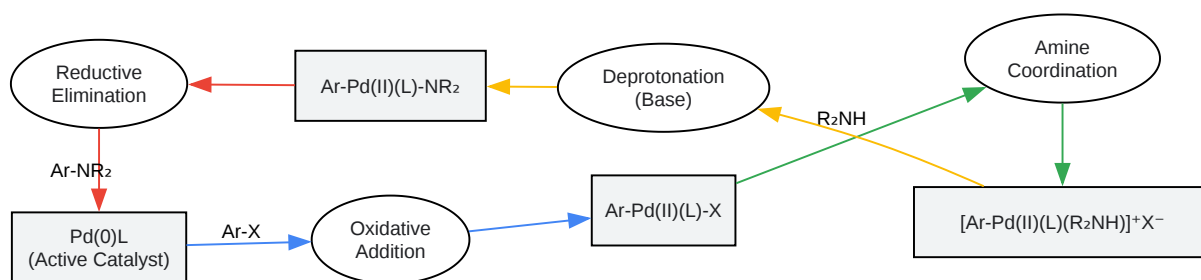 Reductive
Elimination
Ar-Pd(II)(L)-NR₂
Deprotonation
(Base)
Amine
Coordination
R₂NH
Ar-NR₂
Pd(0)L
(Active Catalyst)
Ar-X
Oxidative
Addition
Ar-Pd(II)(L)-X
[Ar-Pd(II)(L)(R₂NH)]⁺X⁻